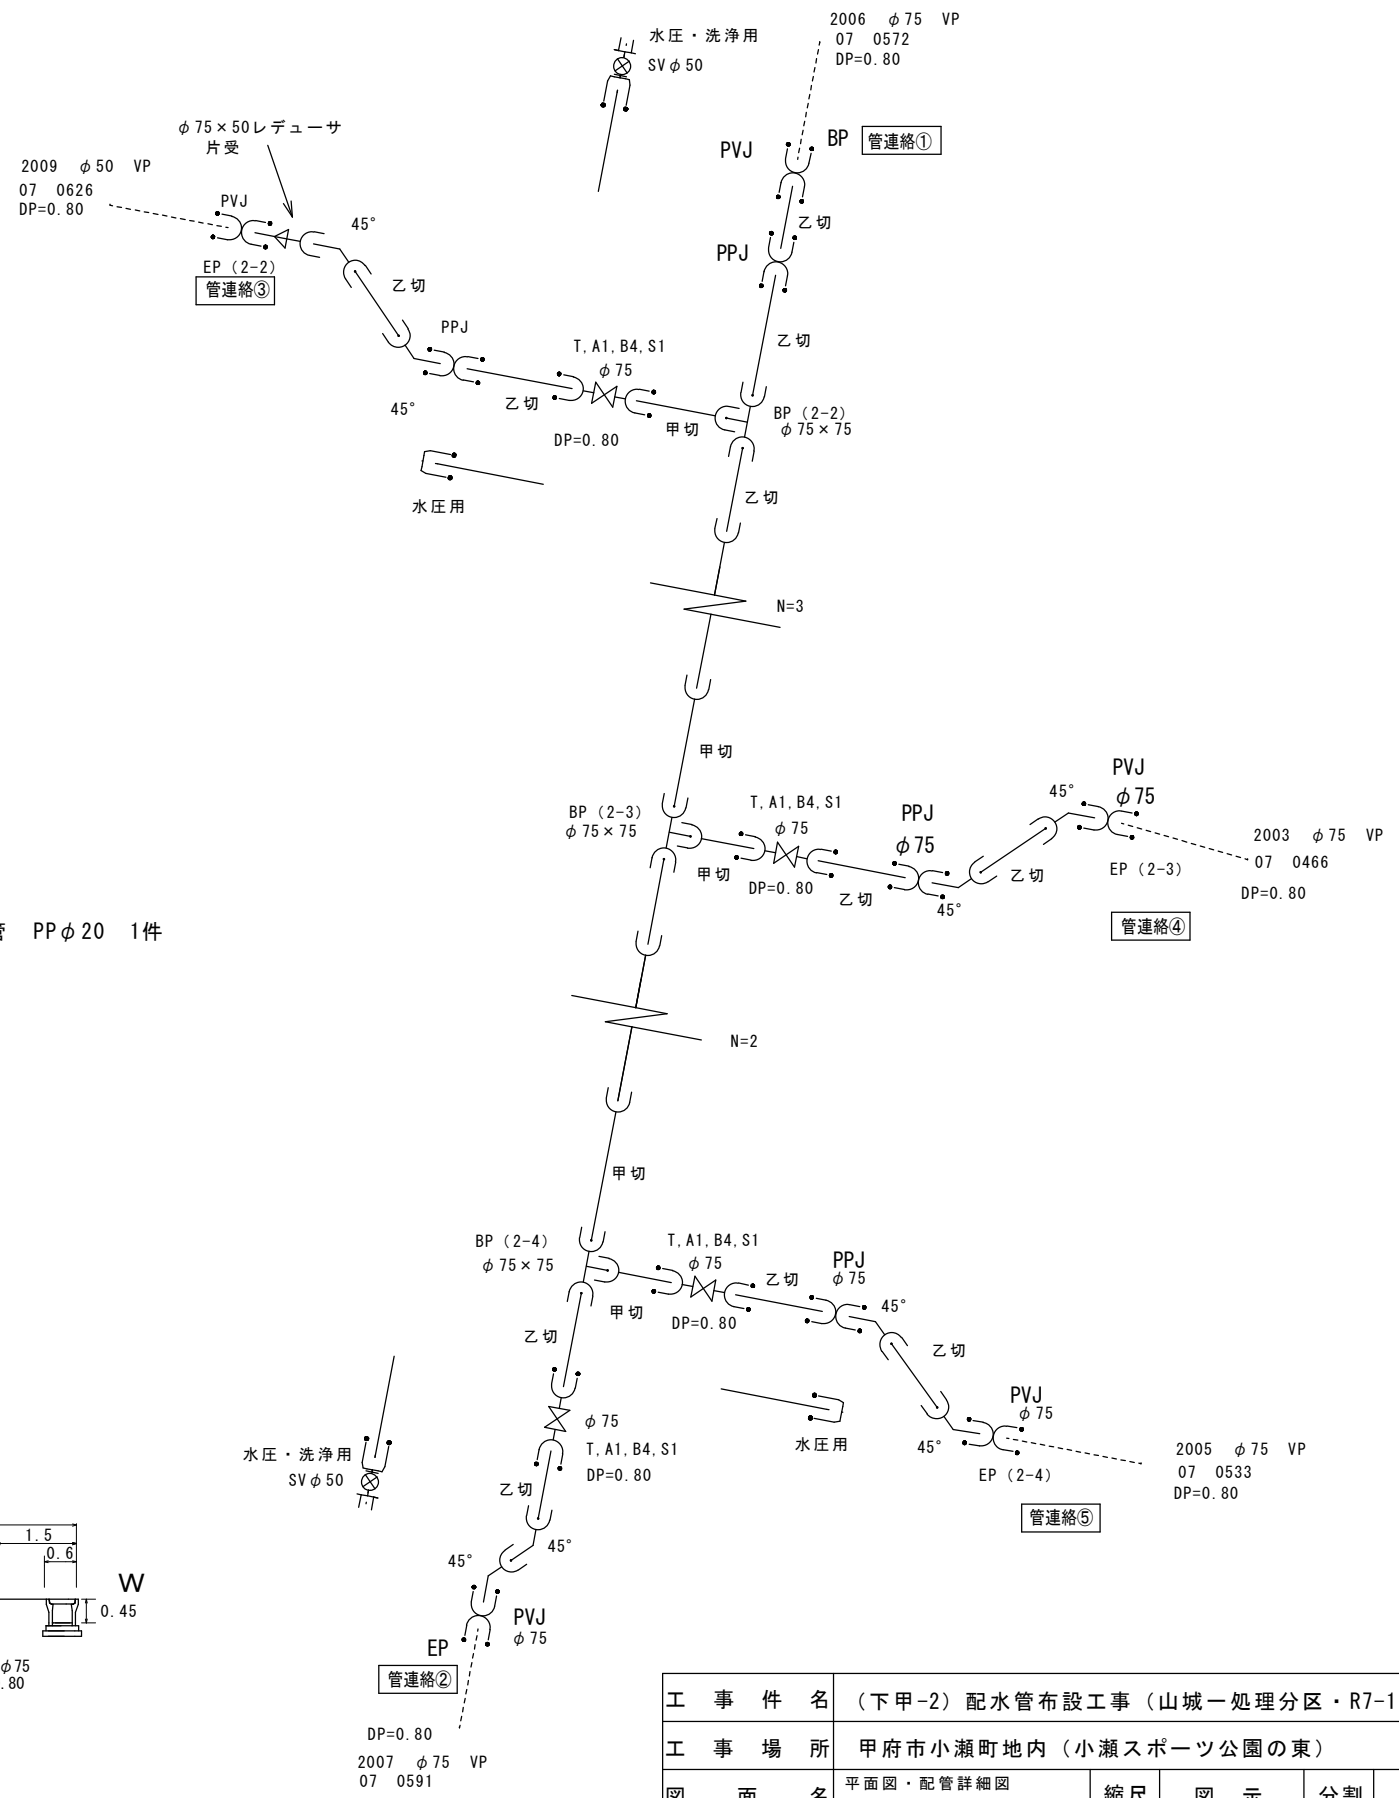 水圧・洗浄用
SVφ50
2006 φ75 VP
07 0572
DP=0.80
φ75×50レデューサ
片受
PVJ
BP
管連絡①
2009 φ50 VP
07 0626
DP=0.80
PVJ
45°
乙切
PPJ
EP (2-2)
管連絡③
乙切
PPJ
乙切
T,A1,B4,S1
φ75
45°
乙切
甲切
BP (2-2)
φ75×75
DP=0.80
水圧用
乙切
N=3
甲切
PVJ
φ75
45°
BP (2-3)
φ75×75
T,A1,B4,S1
φ75
PPJ
φ75
2003 φ75 VP
07 0466
DP=0.80
甲切
DP=0.80
乙切
乙切
EP (2-3)
45°
管連絡④
管 PPφ20 1件
N=2
甲切
BP (2-4)
φ75×75
T,A1,B4,S1
φ75
乙切
PPJ
φ75
45°
甲切
DP=0.80
乙切
乙切
PVJ
φ75
φ75
T,A1,B4,S1
DP=0.80
水圧用
45°
EP (2-4)
2005 φ75 VP
07 0533
DP=0.80
水圧・洗浄用
SVφ50
乙切
管連絡⑤
45°
45°
1.5
0.6
W
0.45
φ75
.80
PVJ
φ75
EP
管連絡②
DP=0.80
2007 φ75 VP
07 0591
工事件名 (下甲-2)配水管布設工事(山城一処理分区・R7-1
工事場所 甲府市小瀬町地内(小瀬スポーツ公園の東)
図面名 平面図・配管詳細図 縮尺 図示 分割